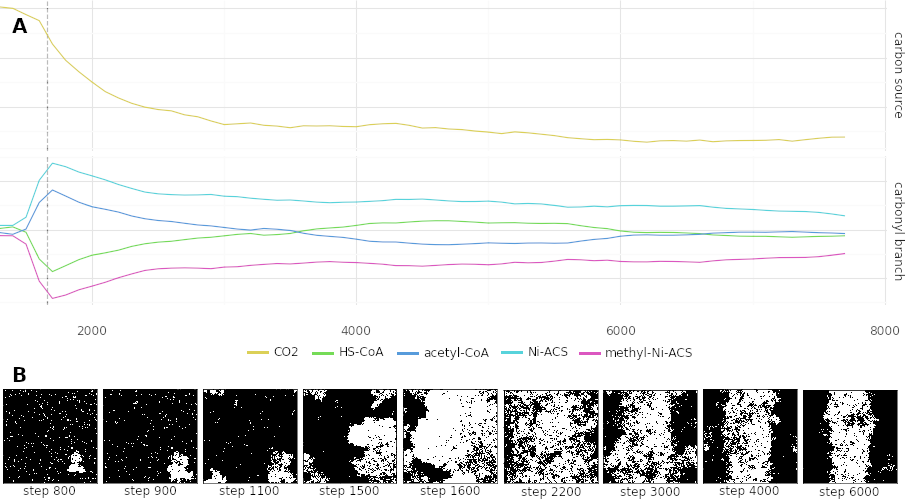 A
carbon source
carbonyl branch
2000 4000 6000 8000
CO2 HS-CoA acetyl-CoA Ni-ACS methyl-Ni-ACS
B
step 800 step 900 step 1100 step 1500 step 1600 step 2200 step 3000 step 4000 step 6000